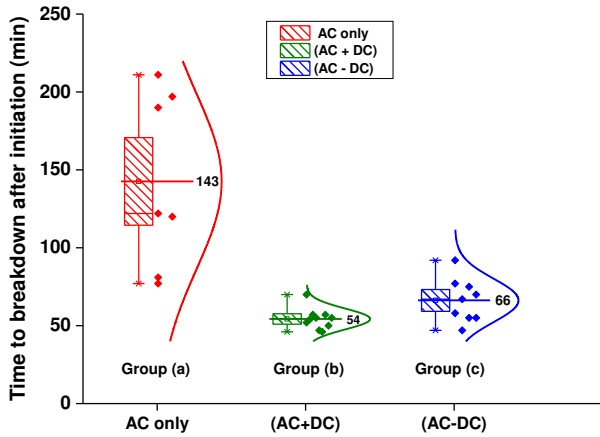 Time to breakdown after initiation (min)
250
200
150
100
50
0
AC only
(AC + DC)
(AC - DC)
143
54
66
Group (a)
Group (b)
Group (c)
AC only
(AC+DC)
(AC-DC)